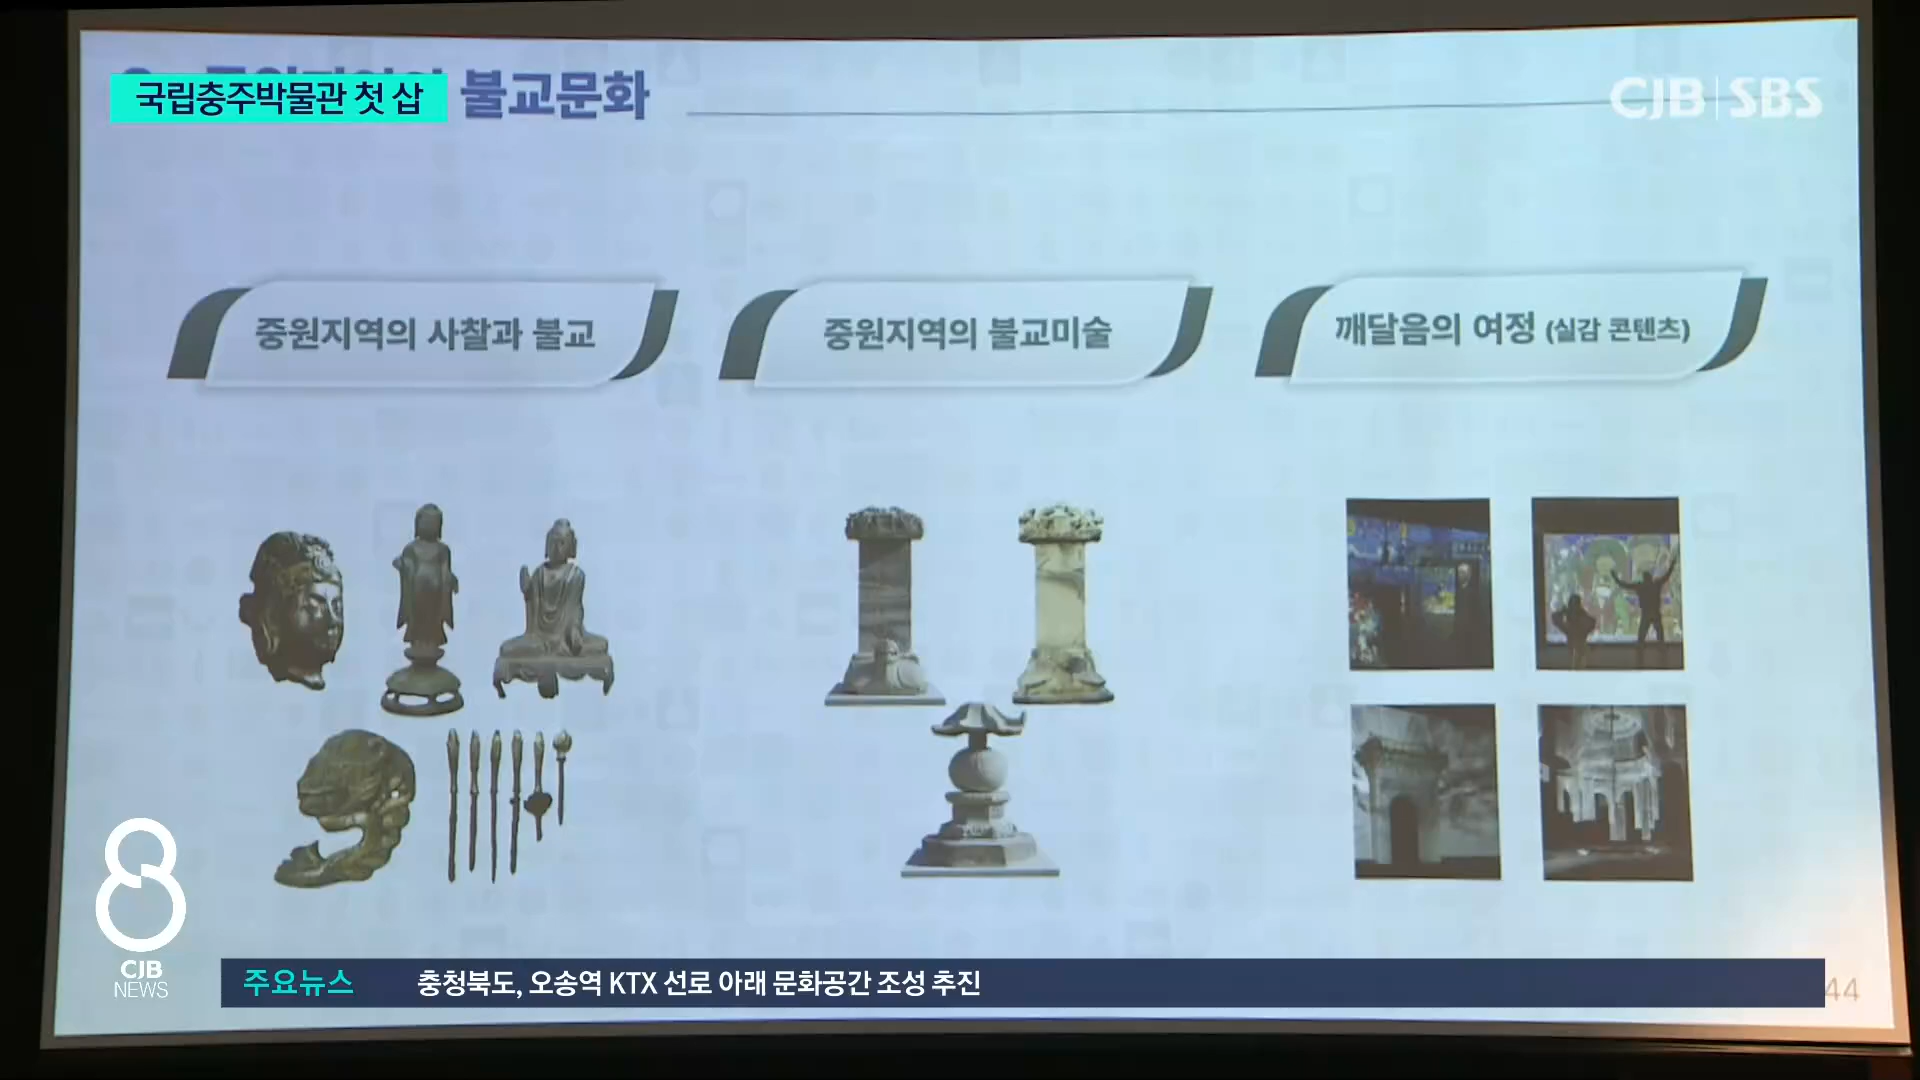 국립충주박물관 첫 삽
불교문화
CJB SBS
중원지역의 사찰과 불교
중원지역의 불교미술
깨달음의 여정 (실감 콘텐츠)
8
CJB
NEWS
주요뉴스 충청북도, 오송역 KTX 선로 아래 문화공간 조성 추진
44